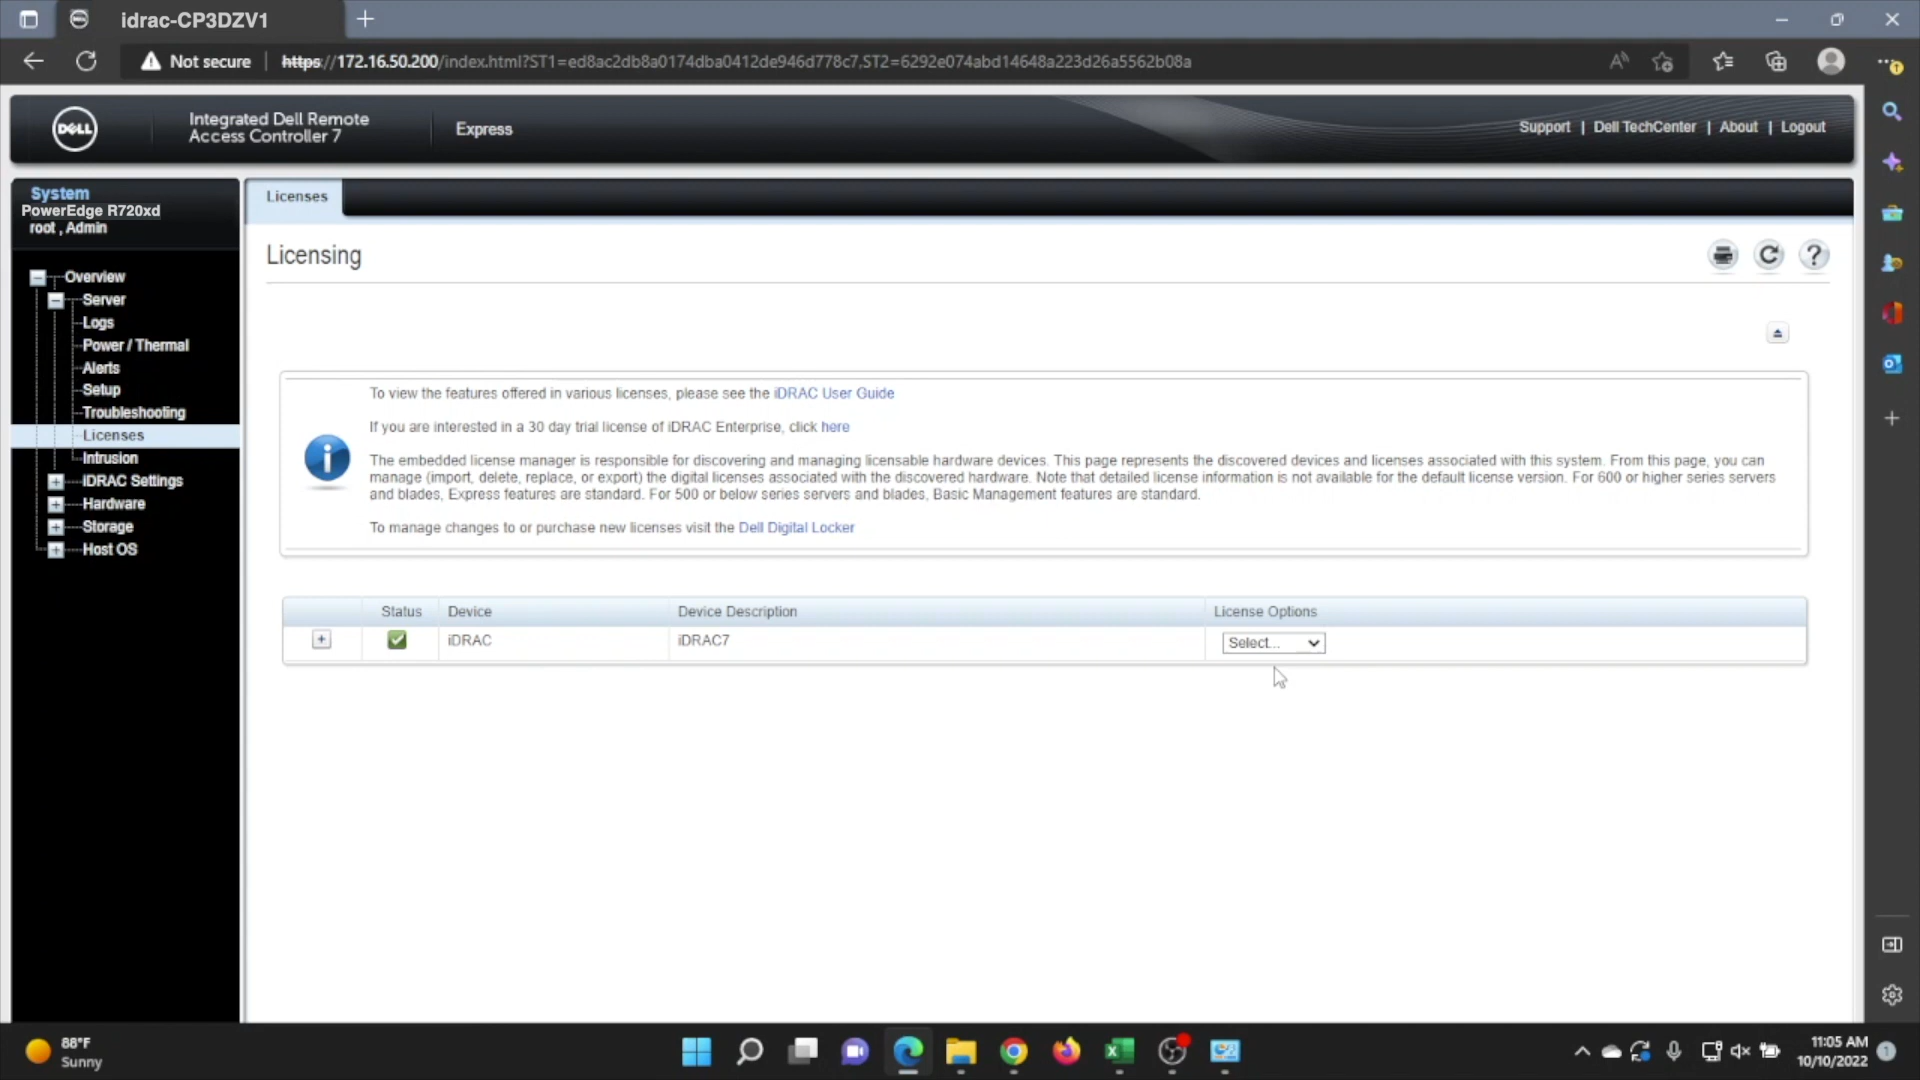 idrac-CP3DZV1
Not secure
https://172.16.50.200/index.html?ST1=ed8ac2db8a0174dba0412de946d778c7,ST2=6292e074abd14648a223d26a5562b08a
DELL
Integrated Dell Remote
Access Controller 7
Express
Support | Dell TechCenter | About | Logout
System
PowerEdge R720xd
root , Admin
Overview
Server
Logs
Power / Thermal
Alerts
Setup
Troubleshooting
Licenses
Intrusion
iDRAC Settings
Hardware
Storage
Host OS
Licenses
Licensing
To view the features offered in various licenses, please see the iDRAC User Guide
If you are interested in a 30 day trial license of iDRAC Enterprise, click here
The embedded license manager is responsible for discovering and managing licensable hardware devices. This page represents the discovered devices and licenses associated with this system. From this page, you can
manage (import, delete, replace, or export) the digital licenses associated with the discovered hardware. Note that detailed license information is not available for the default license version. For 600 or higher series servers
and blades, Express features are standard. For 500 or below series servers and blades, Basic Management features are standard.
To manage changes to or purchase new licenses visit the Dell Digital Locker
Status Device Device Description License Options
iDRAC iDRAC7 Select...
88°F
Sunny
11:05 AM
10/10/2022
1